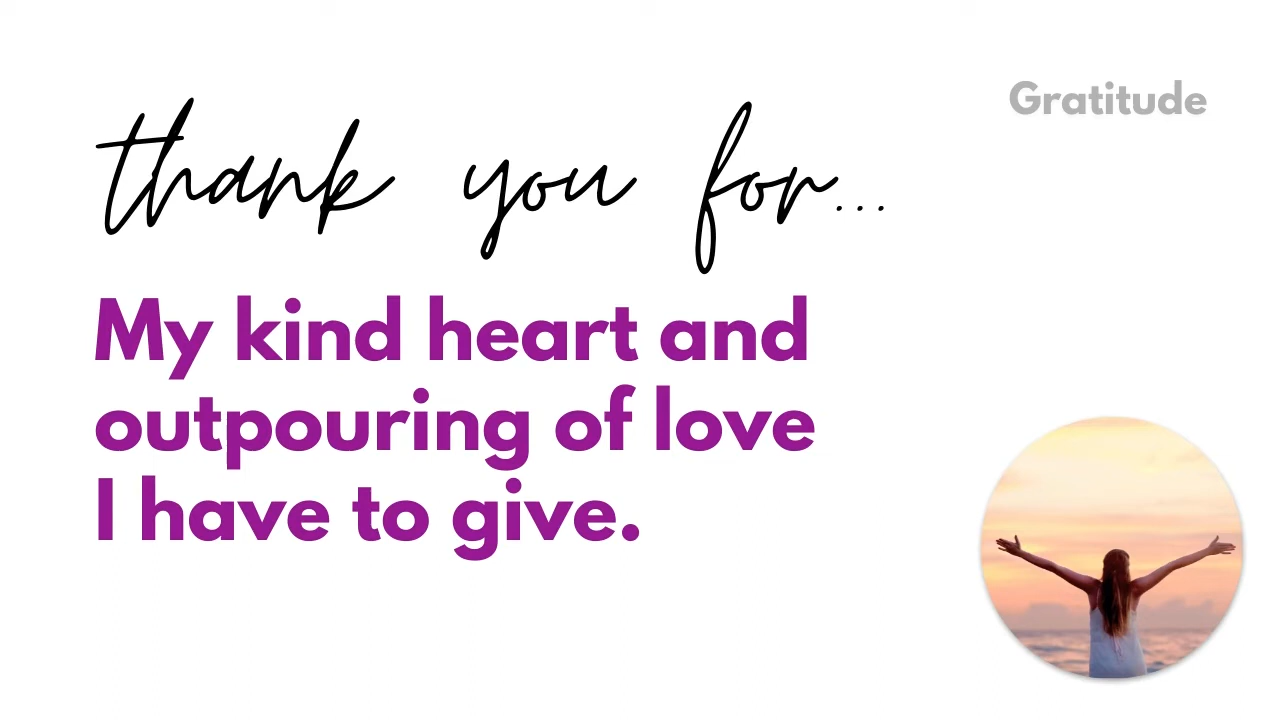 Gratitude
thank you for...
My kind heart and
outpouring of love
I have to give.